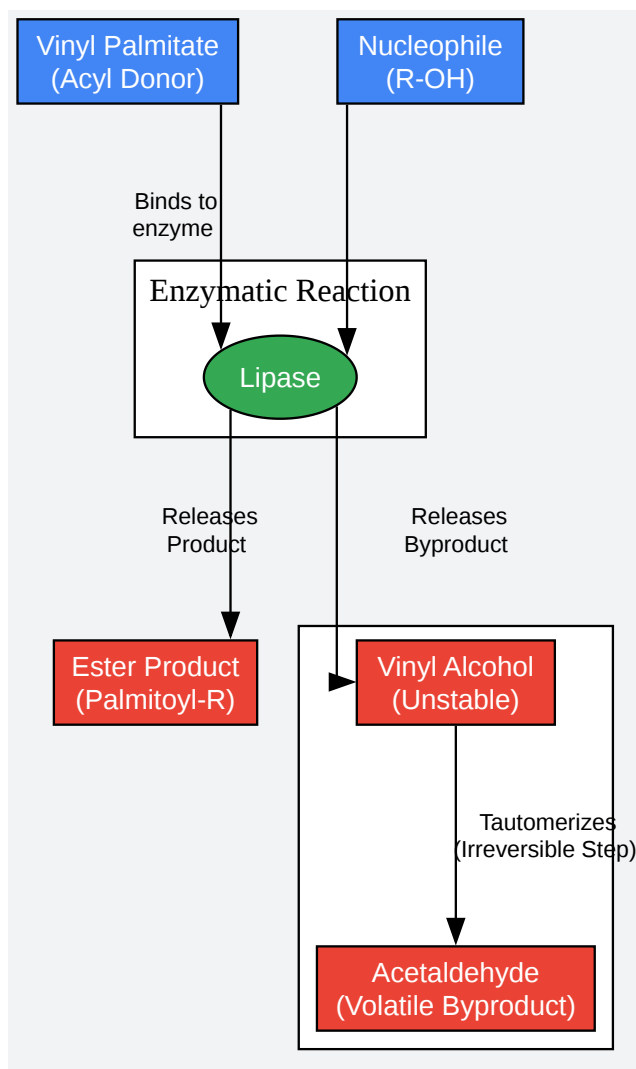 Vinyl Palmitate
(Acyl Donor)
Nucleophile
(R-OH)
Binds to
enzyme
Enzymatic Reaction
Lipase
Releases
Product
Releases
Byproduct
Ester Product
(Palmitoyl-R)
Vinyl Alcohol
(Unstable)
Tautomerizes
(Irreversible Step)
Acetaldehyde
(Volatile Byproduct)